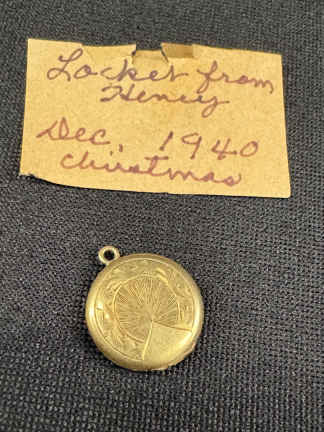 Locket from
Henry
Dec, 1940
Christmas